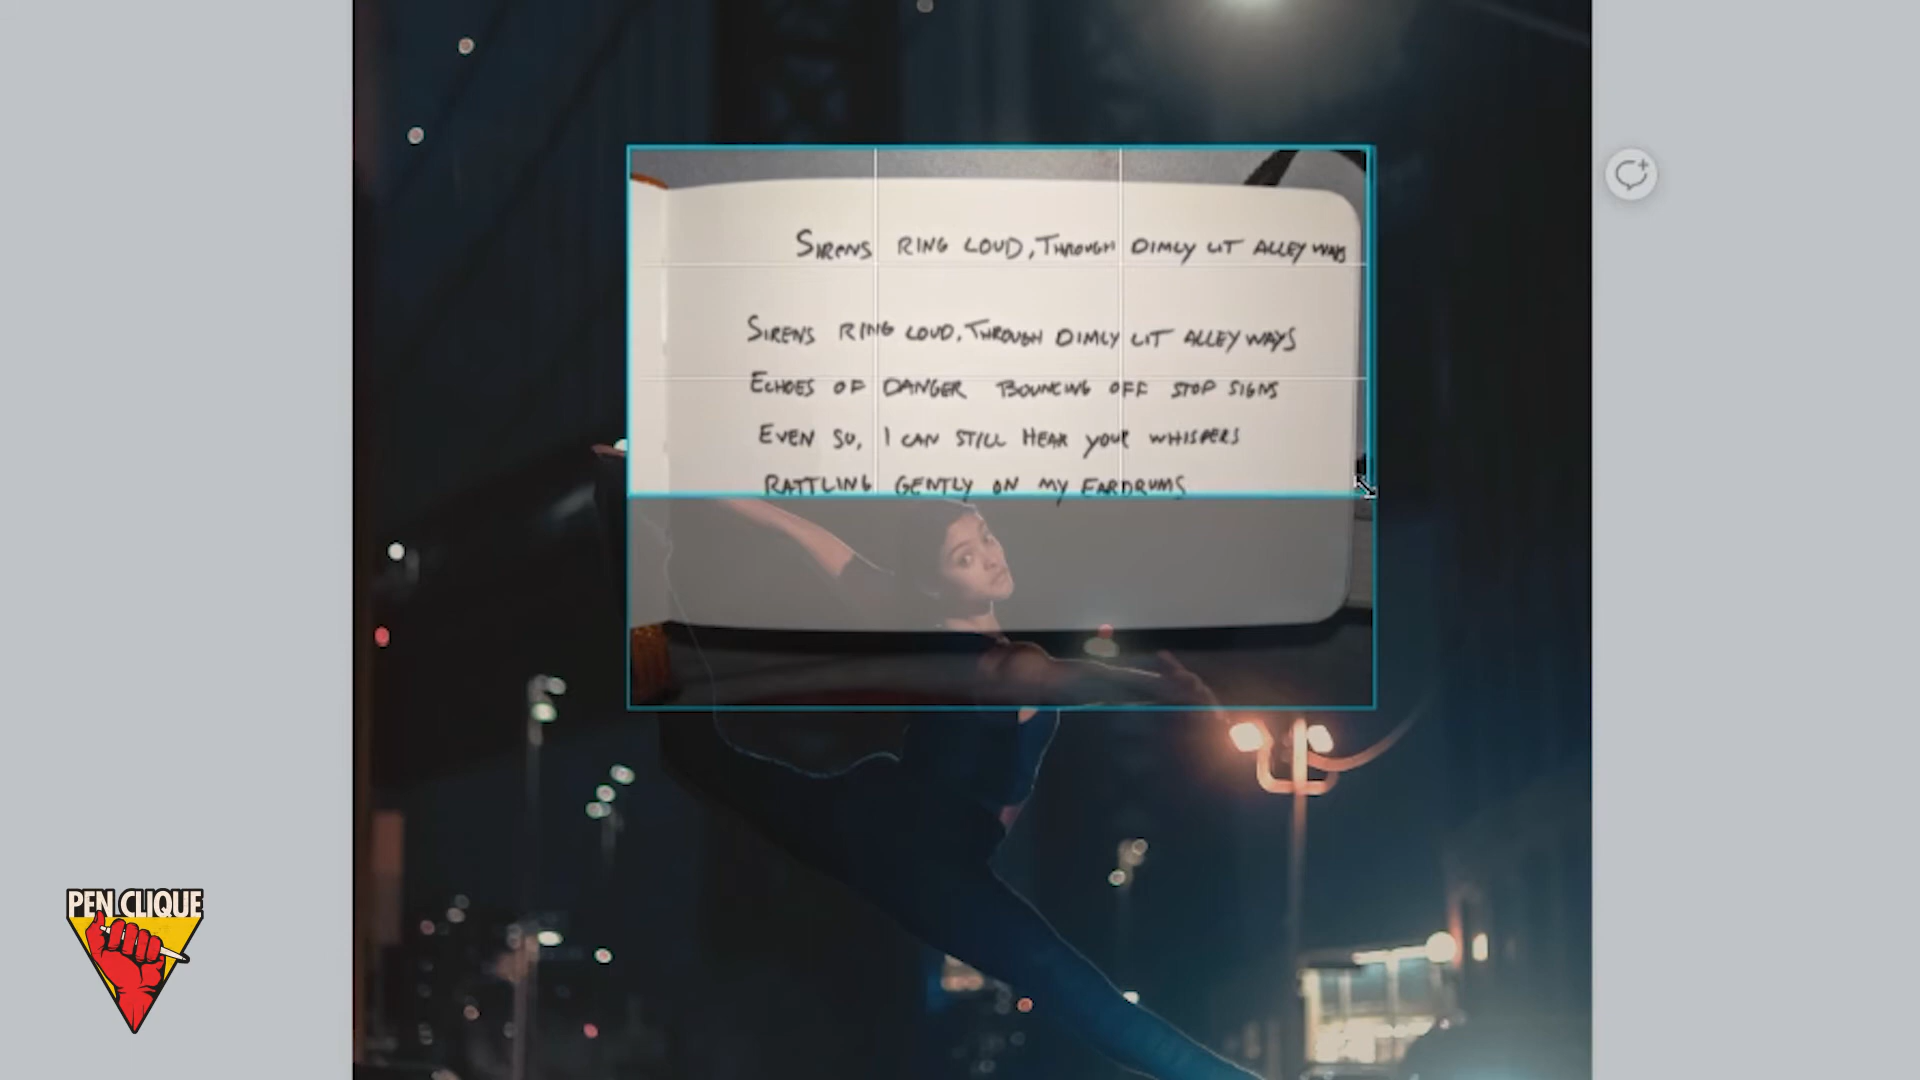 SIRENS RING LOUD, THROUGH DIMLY LIT ALLEY WAYS
SIRENS RING LOUD, THROUGH DIMLY LIT ALLEY WAYS
ECHOES OF DANGER BOUNCING OFF STOP SIGNS
EVEN SO, I CAN STILL HEAR your WHISPERS
RATTLING GENTLY ON MY EARDRUMS
PEN CLIQUE